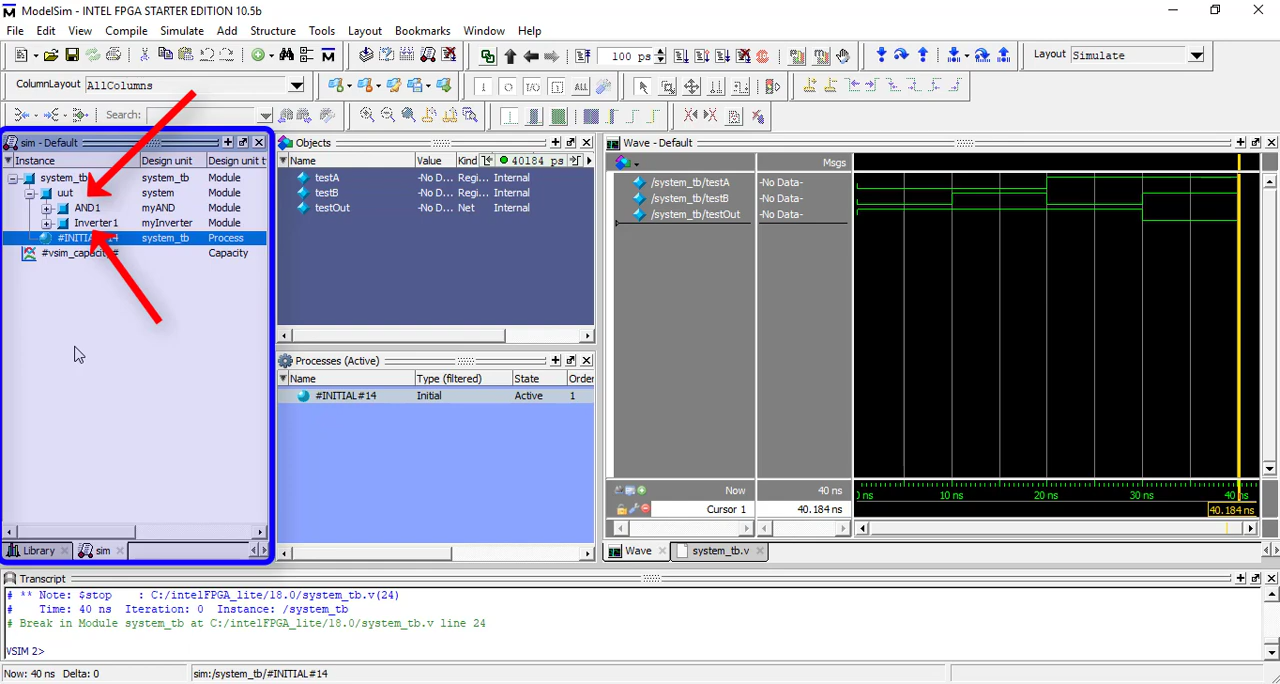 ModelSim - INTEL FPGA STARTER EDITION 10.5b
File Edit View Compile Simulate Add Structure Tools Layout Bookmarks Window Help
100 ps
Layout Simulate
ColumnLayout AllColumns
ALL
Search:
sim - Default
Instance Design unit Design unit t
system_tb system_tb Module
uut system Module
AND1 myAND Module
Inverter1 myInverter Module
system_tb Process
Capacity
Library sim
Objects
Name Value Kind 40184 ps
testA -No D... Regi... Internal
testB -No D... Regi... Internal
testOut -No D... Net Internal
Processes (Active)
Name Type (filtered) State Order
#INITIAL#14 Initial Active 1
Wave - Default
Msgs
/system_tb/testA -No Data-
/system_tb/testB -No Data-
/system_tb/testOut -No Data-
Now 40 ns
Cursor 1 40.184 ns
ns 10 ns 20 ns 30 ns 40 ns
40.184 ns
Wave system_tb.v
Transcript
# ** Note: $stop : C:/intelFPGA_lite/18.0/system_tb.v(24)
# Time: 40 ns Iteration: 0 Instance: /system_tb
# Break in Module system_tb at C:/intelFPGA_lite/18.0/system_tb.v line 24
VSIM 2>
Now: 40 ns Delta: 0 sim:/system_tb/#INITIAL#14